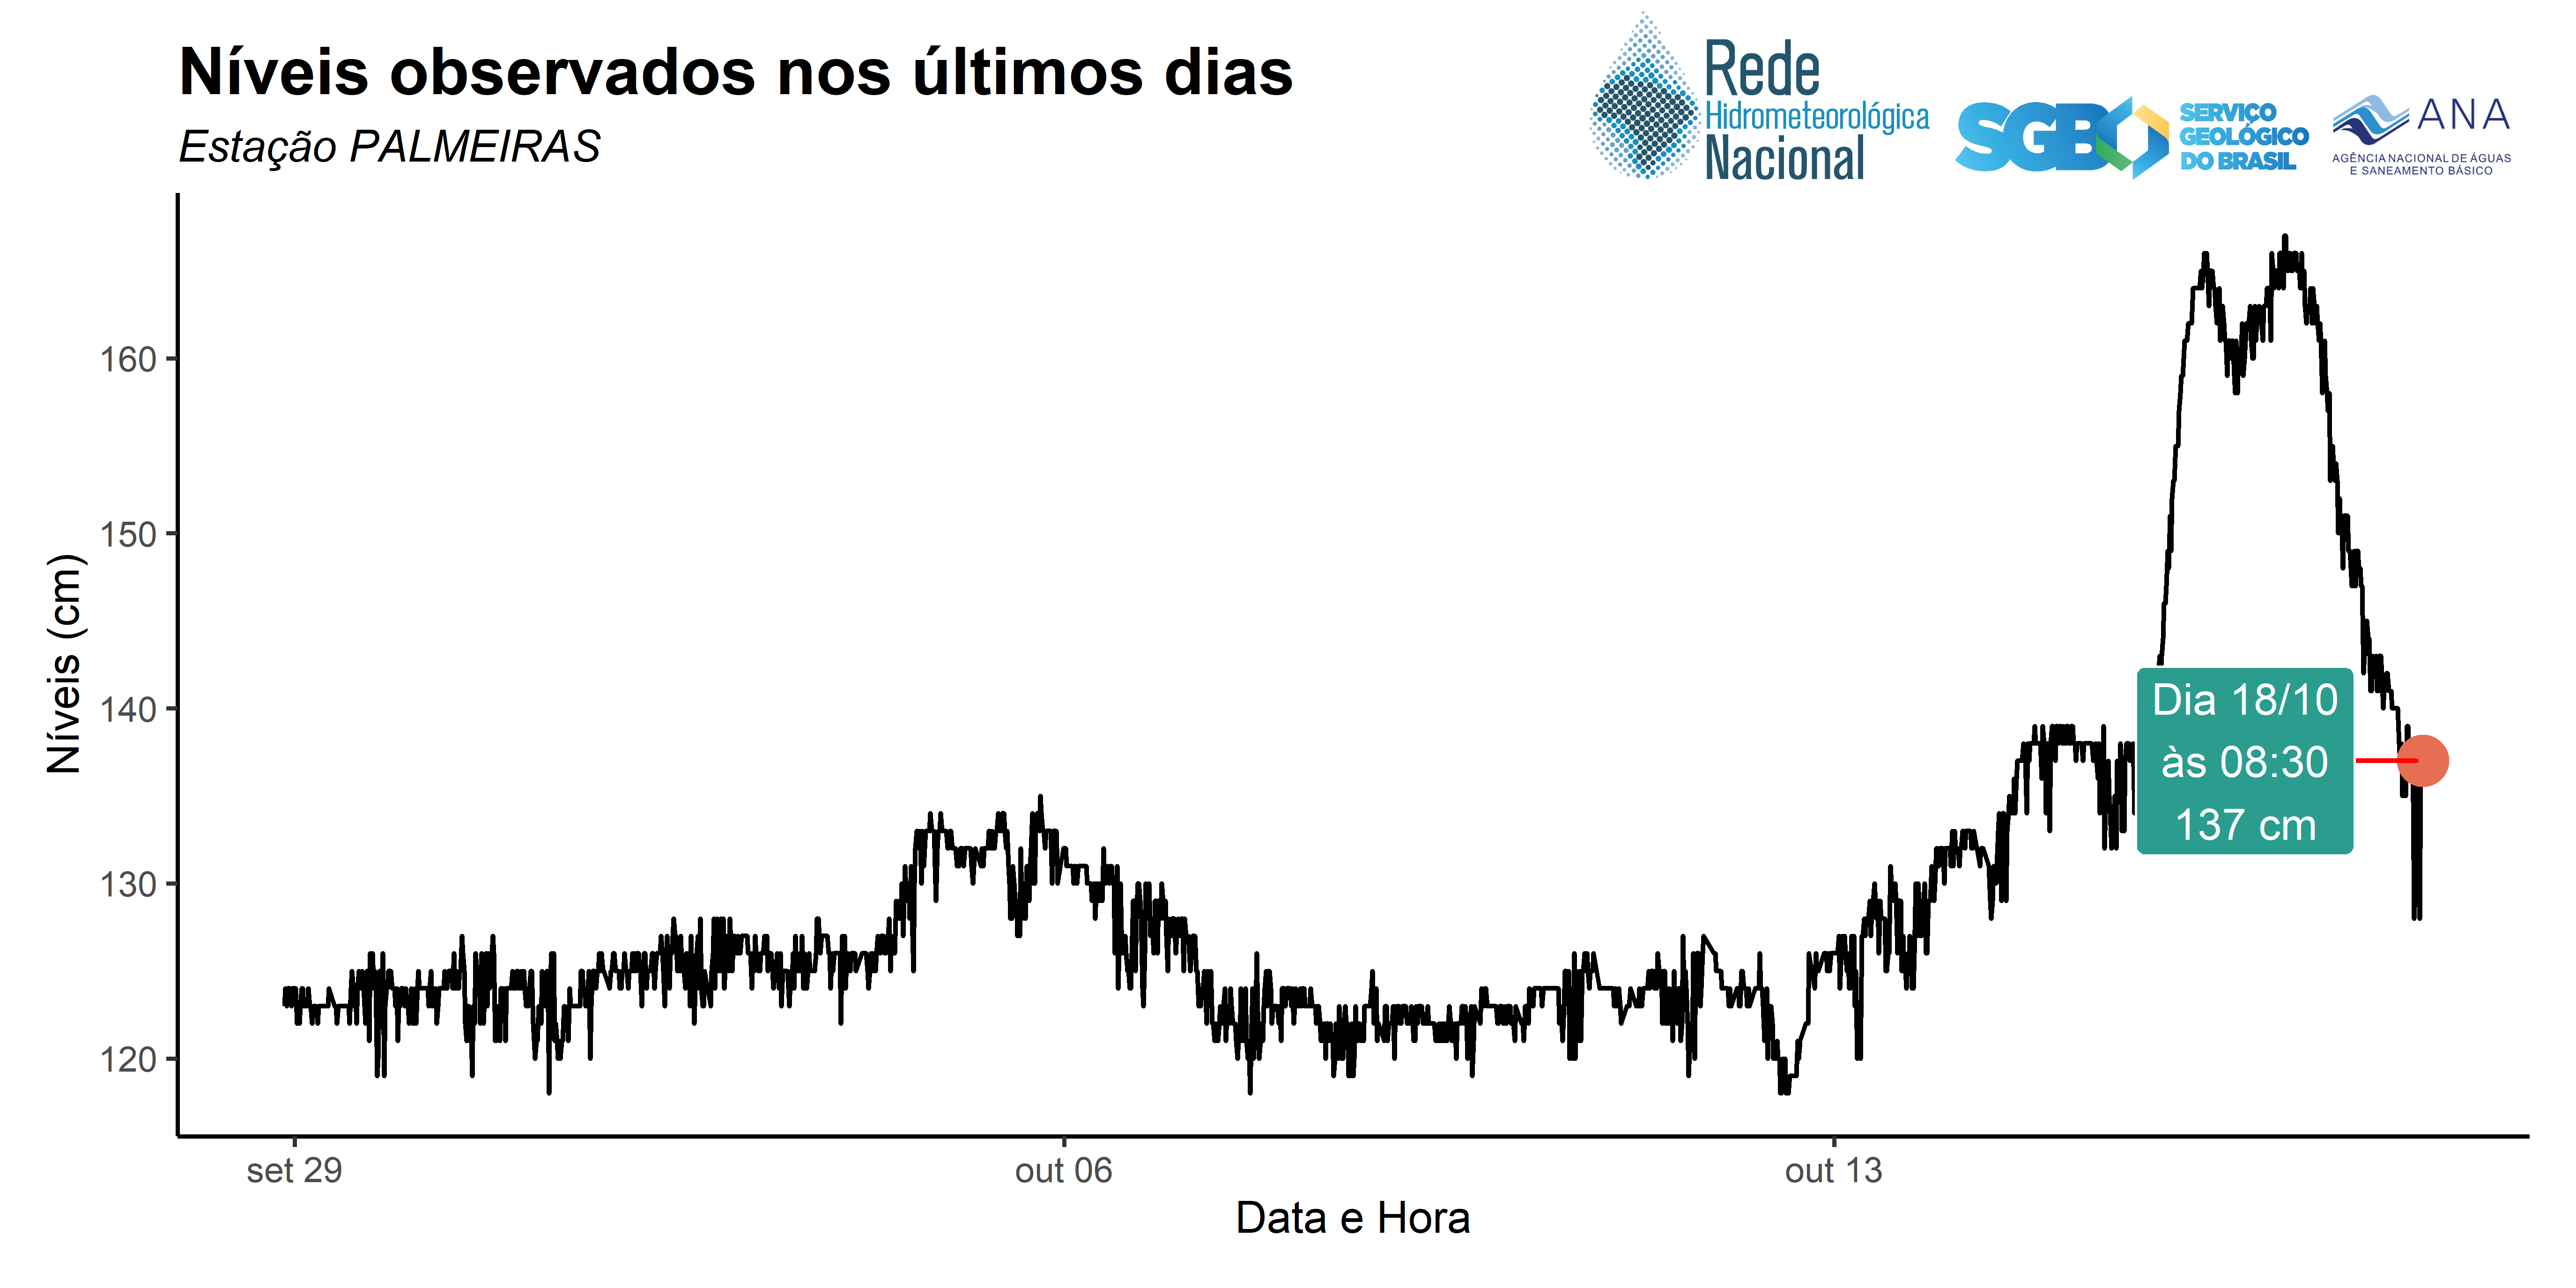 Níveis observados nos últimos dias
Estação PALMEIRAS
Rede
Hidrometeorológica
Nacional
SGB
SERVIÇO
GEOLÓGICO
DO BRASIL
ANA
AGÊNCIA NACIONAL DE ÁGUAS
E SANEAMENTO BÁSICO
Níveis (cm)
160
150
140
130
120
Dia 18/10
às 08:30
137 cm
set 29
out 06
out 13
Data e Hora